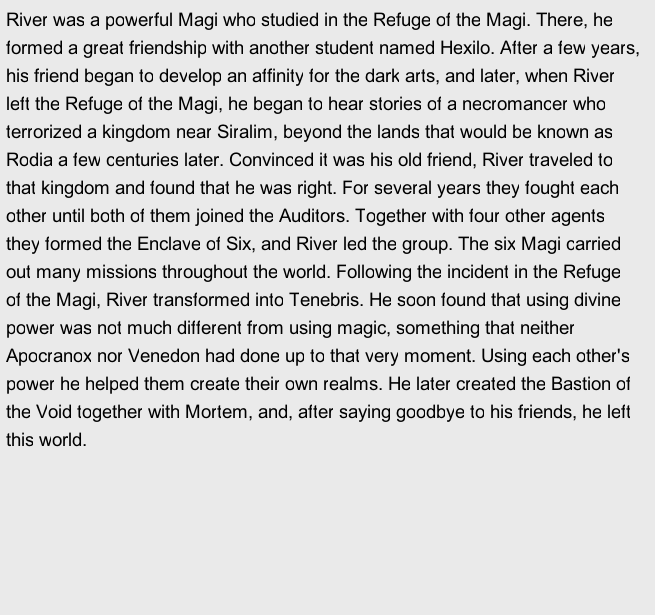 River was a powerful Magi who studied in the Refuge of the Magi. There, he
formed a great friendship with another student named Hexilo. After a few years,
his friend began to develop an affinity for the dark arts, and later, when River
left the Refuge of the Magi, he began to hear stories of a necromancer who
terrorized a kingdom near Siralim, beyond the lands that would be known as
Rodia a few centuries later. Convinced it was his old friend, River traveled to
that kingdom and found that he was right. For several years they fought each
other until both of them joined the Auditors. Together with four other agents
they formed the Enclave of Six, and River led the group. The six Magi carried
out many missions throughout the world. Following the incident in the Refuge
of the Magi, River transformed into Tenebris. He soon found that using divine
power was not much different from using magic, something that neither
Apocranox nor Venedon had done up to that very moment. Using each other's
power he helped them create their own realms. He later created the Bastion of
the Void together with Mortem, and, after saying goodbye to his friends, he left
this world.